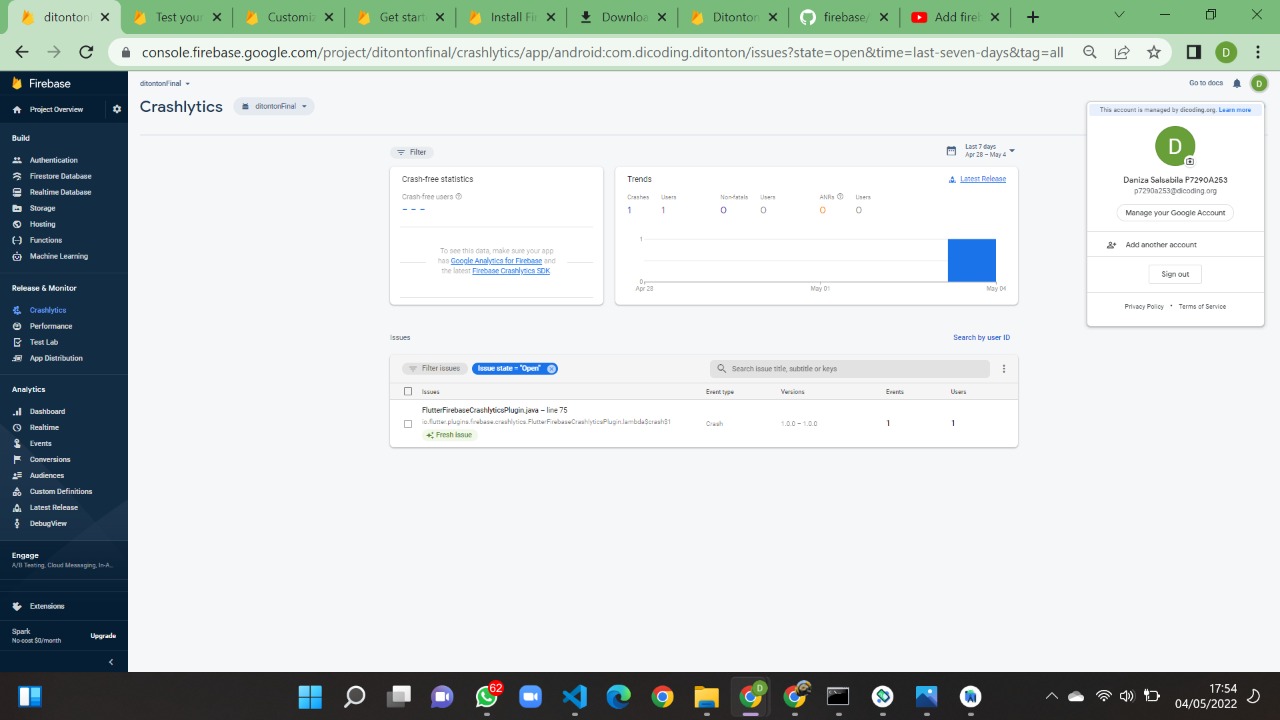 Test your
Customiz
Get start
Install Fir
Downloa
Ditonton
firebase/
Add firel
console.firebase.google.com/project/ditontonfinal/crashlytics/app/android:com.dicoding.ditonton/issues?state=open&time=last-seven-days&tag=all
D
Firebase
Project Overview
Build
Authentication
Firestore Database
Realtime Database
Storage
Hosting
Functions
Machine Learning
Release & Monitor
Crashlytics
Performance
Test Lab
App Distribution
Analytics
Dashboard
Realtime
Events
Conversions
Audiences
Custom Definitions
Latest Release
DebugView
Engage
A/B Testing, Cloud Messaging, In-A..
Extensions
Spark
No-cost $0/month
Upgrade
ditontonFinal
Go to docs
D
Crashlytics
ditontonFinal
Filter
Last 7 days
Apr 28 – May 4
Crash-free statistics
Crash-free users
To see this data, make sure your app
has Google Analytics for Firebase and
the latest Firebase Crashlytics SDK
Trends
Latest Release
Crashes Users Non-fatals Users ANRs Users
1 1 0 0 0 0
1
0
Apr 28 May 01 May 04
Issues
Search by user ID
Filter issues
Issue state = "Open"
Search issue title, subtitle or keys
Issues Event type Versions Events Users
FlutterFirebaseCrashlyticsPlugin.java – line 75
io.flutter.plugins.firebase.crashlytics.FlutterFirebaseCrashlyticsPlugin.lambda$crash$1
Crash 1.0.0 – 1.0.0 1 1
Fresh issue
This account is managed by dicoding.org. Learn more
D
Deniza Salsabila P7290A253
p7290a253@dicoding.org
Manage your Google Account
Add another account
Sign out
Privacy Policy • Terms of Service
62
D
17:54
04/05/2022